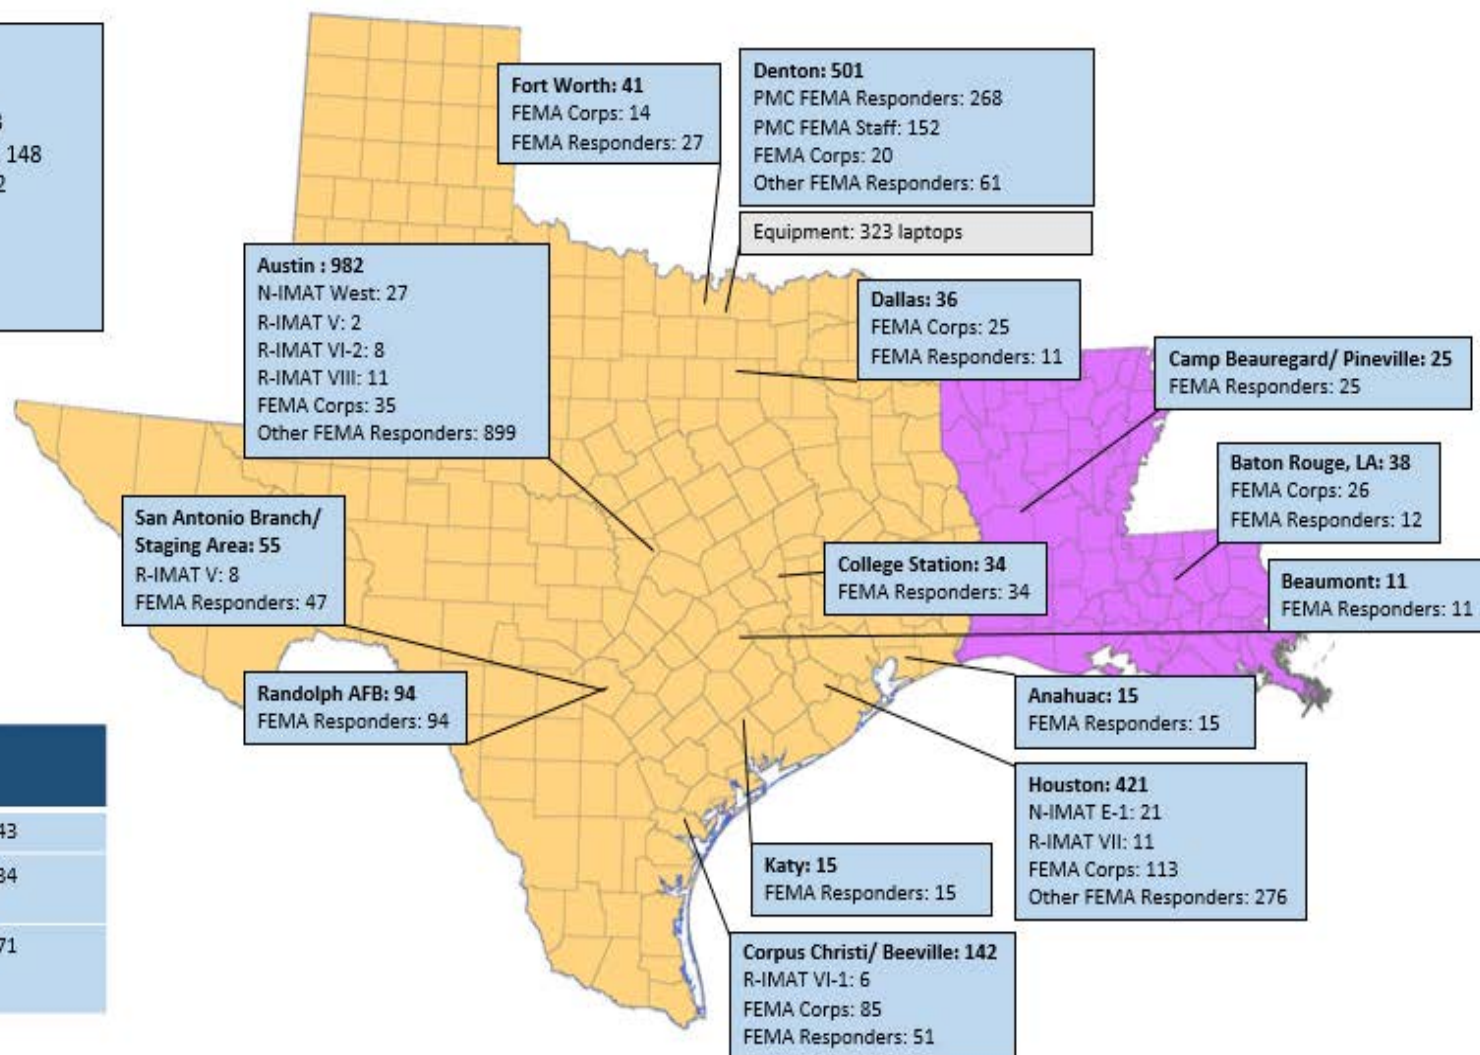 148
Fort Worth: 41
FEMA Corps: 14
FEMA Responders: 27
Denton: 501
PMC FEMA Responders: 268
PMC FEMA Staff: 152
FEMA Corps: 20
Other FEMA Responders: 61
Equipment: 323 laptops
Austin : 982
N-IMAT West: 27
R-IMAT V: 2
R-IMAT VI-2: 8
R-IMAT VIII: 11
FEMA Corps: 35
Other FEMA Responders: 899
Dallas: 36
FEMA Corps: 25
FEMA Responders: 11
Camp Beauregard/ Pineville: 25
FEMA Responders: 25
Baton Rouge, LA: 38
FEMA Corps: 26
FEMA Responders: 12
San Antonio Branch/
Staging Area: 55
R-IMAT V: 8
FEMA Responders: 47
College Station: 34
FEMA Responders: 34
Beaumont: 11
FEMA Responders: 11
Randolph AFB: 94
FEMA Responders: 94
Anahuac: 15
FEMA Responders: 15
Houston: 421
N-IMAT E-1: 21
R-IMAT VII: 11
FEMA Corps: 113
Other FEMA Responders: 276
Katy: 15
FEMA Responders: 15
Corpus Christi/ Beeville: 142
R-IMAT VI-1: 6
FEMA Corps: 85
FEMA Responders: 51
43
34
71